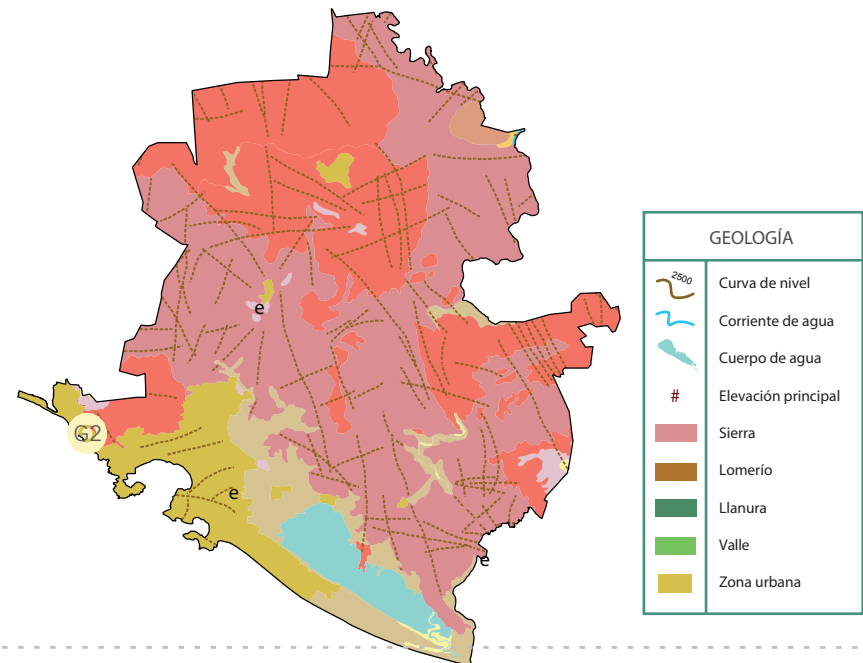 GEOLOGÍA
2500
Curva de nivel
Corriente de agua
Cuerpo de agua
# Elevación principal
Sierra
Lomerío
Llanura
Valle
Zona urbana
e
G2
e
e